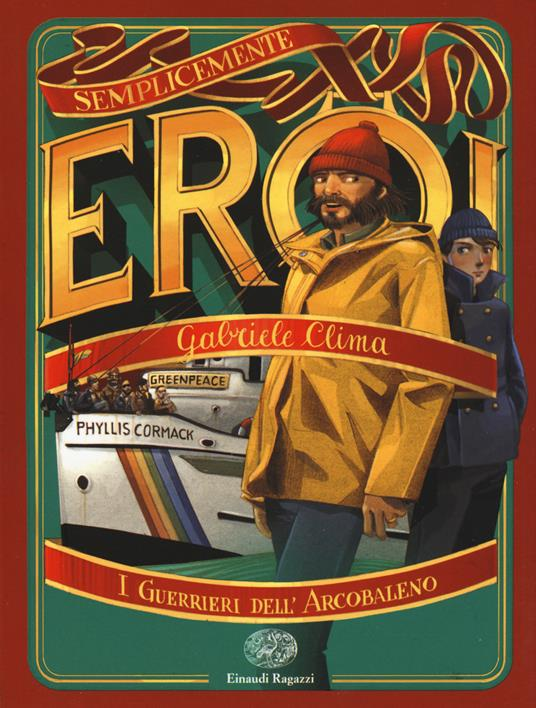 SEMPLICEMENTE
EROI
Gabriele Clima
GREENPEACE
PHYLLIS CORMACK
I GUERRIERI DELL'ARCOBALENO
Einaudi Ragazzi